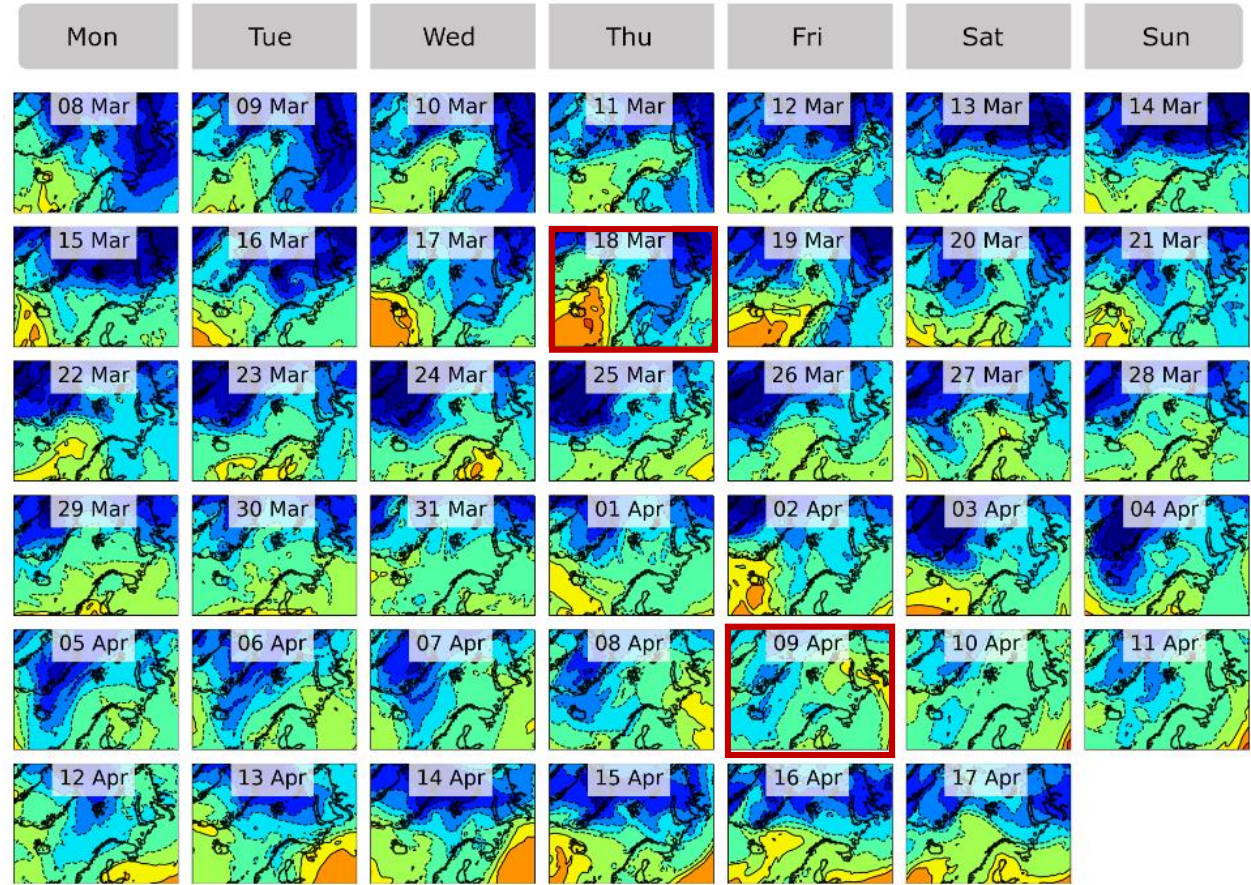 Mon Tue Wed Thu Fri Sat Sun
08 Mar 09 Mar 10 Mar 11 Mar 12 Mar 13 Mar 14 Mar
15 Mar 16 Mar 17 Mar 18 Mar 19 Mar 20 Mar 21 Mar
22 Mar 23 Mar 24 Mar 25 Mar 26 Mar 27 Mar 28 Mar
29 Mar 30 Mar 31 Mar 01 Apr 02 Apr 03 Apr 04 Apr
05 Apr 06 Apr 07 Apr 08 Apr 09 Apr 10 Apr 11 Apr
12 Apr 13 Apr 14 Apr 15 Apr 16 Apr 17 Apr